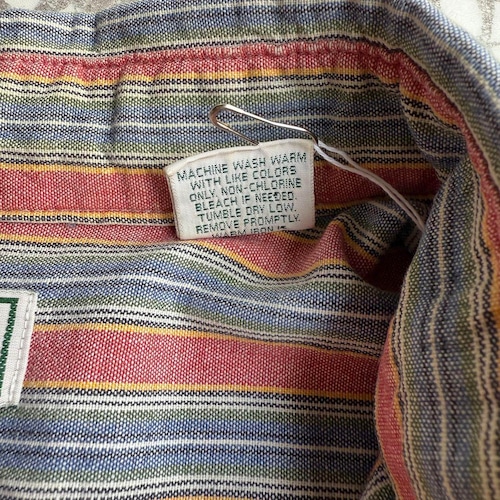 MACHINE WASH WARM
WITH LIKE COLORS
ONLY NON-CHLORINE
BLEACH IF NEEDED.
TUMBLE DRY LOW.
REMOVE PROMPTLY.